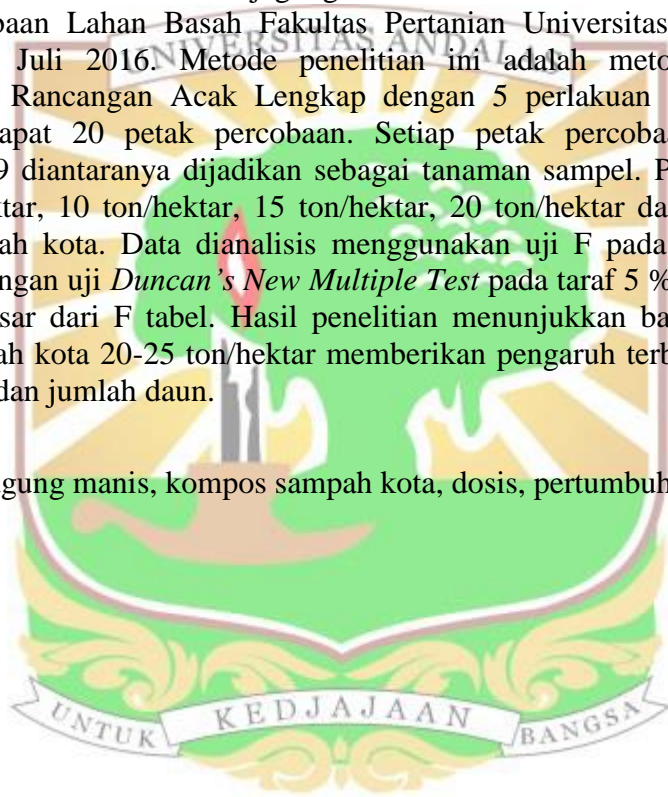 jagung
baan Lahan Basah Fakultas Pertanian Universitas
Juli 2016. Metode penelitian ini adalah meto
Rancangan Acak Lengkap dengan 5 perlakuan
apat 20 petak percobaan. Setiap petak percoba
9 diantaranya dijadikan sebagai tanaman sampel. P
ktar, 10 ton/hektar, 15 ton/hektar, 20 ton/hektar da
ah kota. Data dianalisis menggunakan uji F pada
ngan uji Duncan’s New Multiple Test pada taraf 5 %
sar dari F tabel. Hasil penelitian menunjukkan ba
ah kota 20-25 ton/hektar memberikan pengaruh terb
dan jumlah daun.
gung manis, kompos sampah kota, dosis, pertumbuh
UNIVERSITAS ANDALAS
UNTUK KEDJAJAAN BANGSA